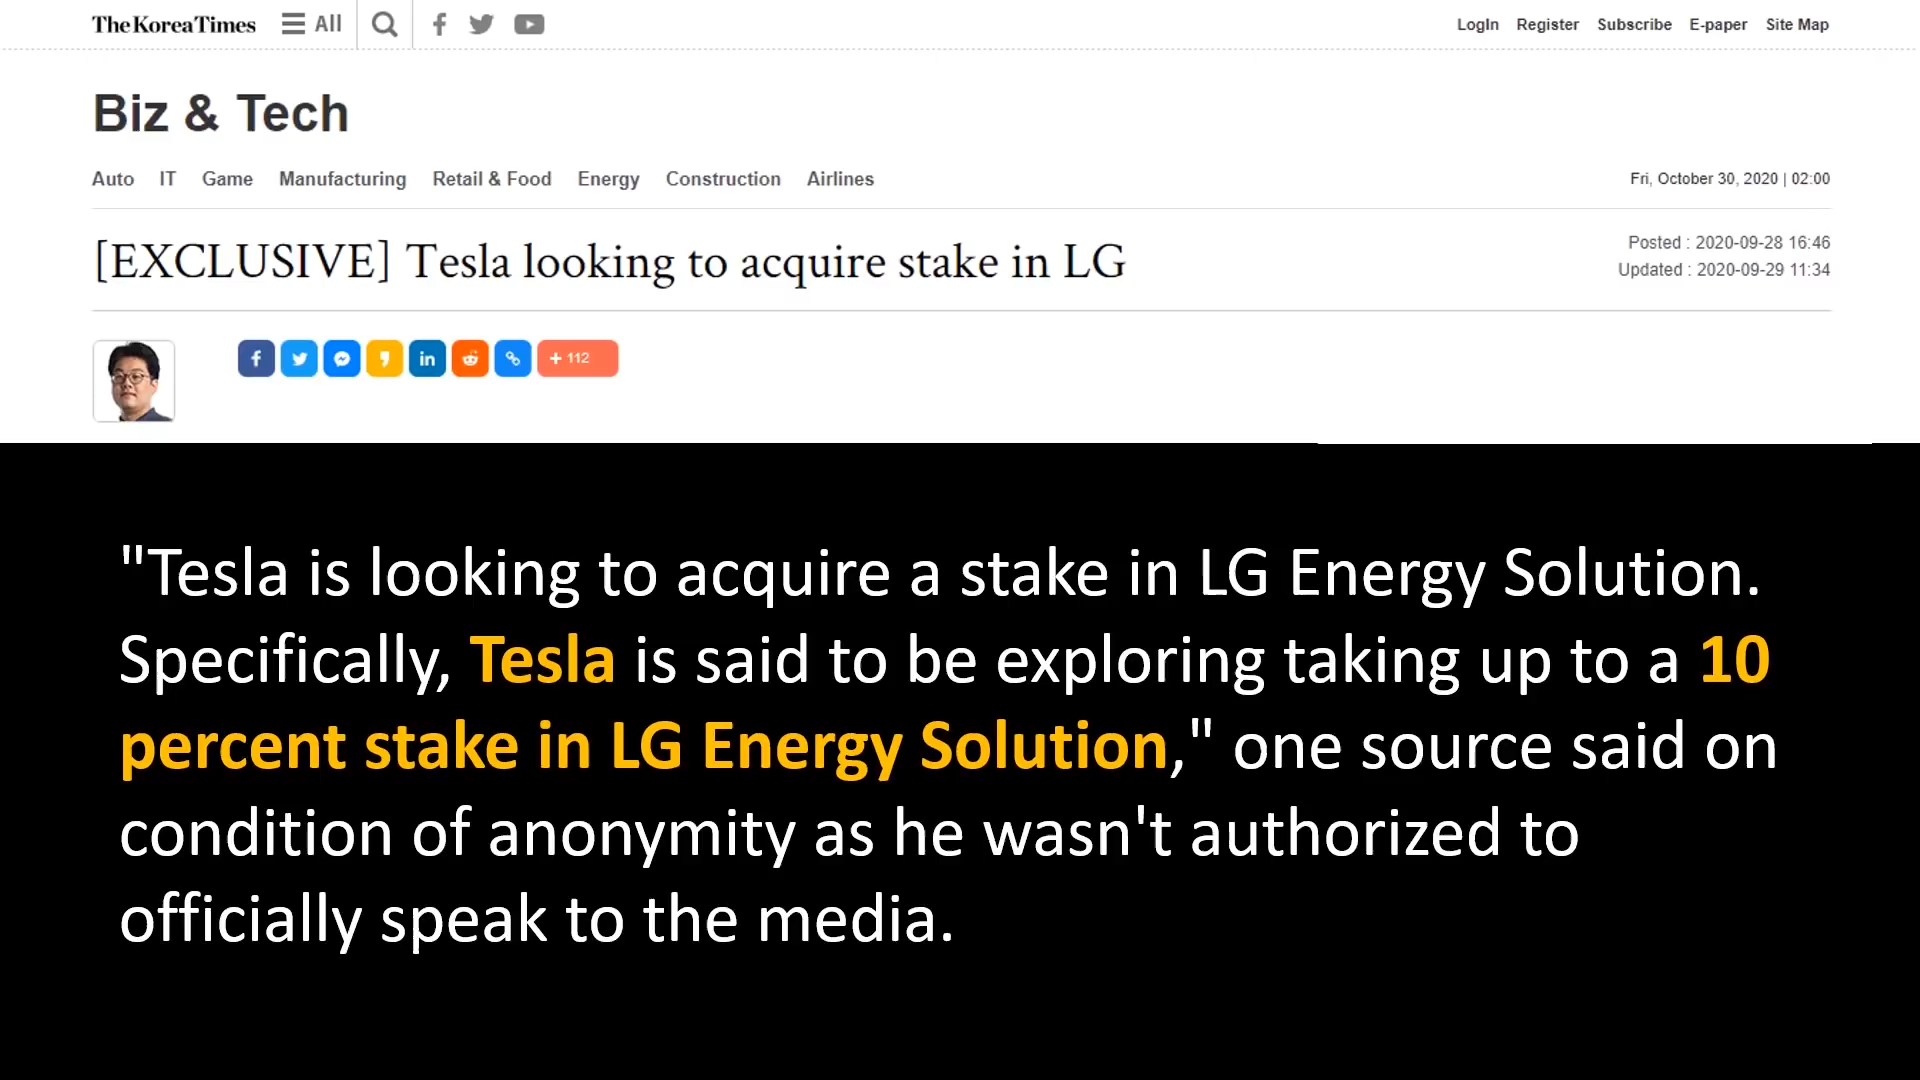 The Korea Times All LogIn Register Subscribe E-paper Site Map
Biz & Tech
Auto IT Game Manufacturing Retail & Food Energy Construction Airlines Fri, October 30, 2020 | 02:00
[EXCLUSIVE] Tesla looking to acquire stake in LG
Posted : 2020-09-28 16:46
Updated : 2020-09-29 11:34
+ 112
"Tesla is looking to acquire a stake in LG Energy Solution.
Specifically, Tesla is said to be exploring taking up to a 10
percent stake in LG Energy Solution," one source said on
condition of anonymity as he wasn't authorized to
officially speak to the media.